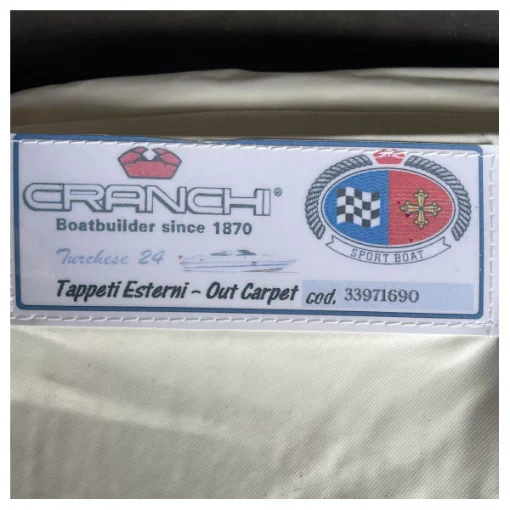 CRANCHI®
Boatbuilder since 1870
Turchese 24
Tappeti Esterni - Out Carpet cod. 33971690
SPORT BOAT